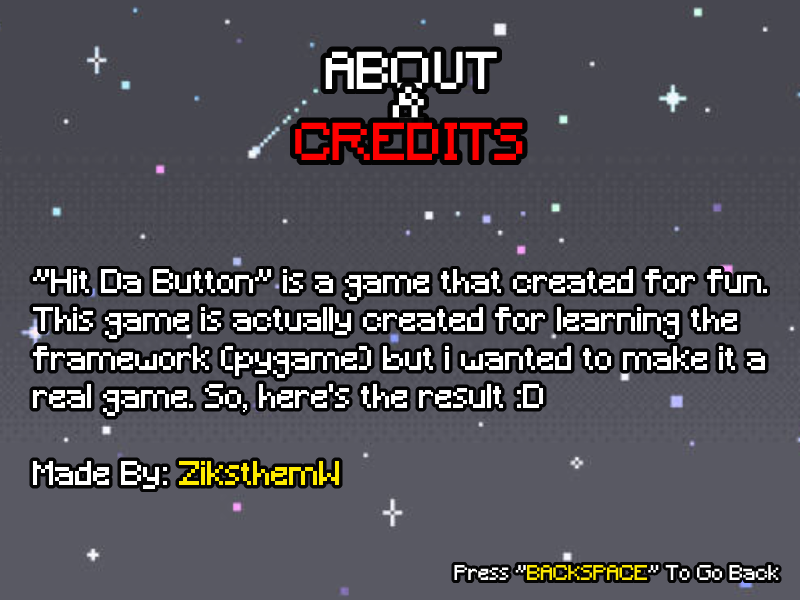 ABOUT
&
CREDITS
"Hit Da Button" is a game that created for fun.
This game is actually created for learning the
framework (pygame) but i wanted to make it a
real game. So, here's the result :D
Made By: ZiksthemW
Press "BACKSPACE" To Go Back